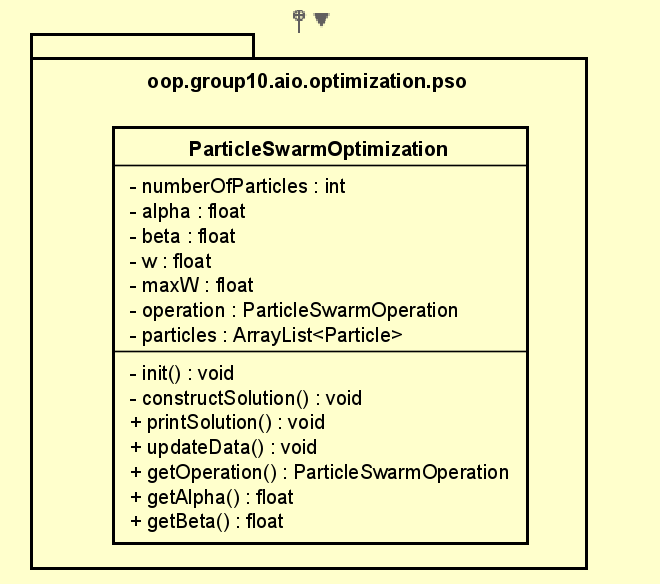 oop.group10.aio.optimization.pso
ParticleSwarmOptimization
- numberOfParticles : int
- alpha : float
- beta : float
- w : float
- maxW : float
- operation : ParticleSwarmOperation
- particles : ArrayList<Particle>
- init() : void
- constructSolution() : void
+ printSolution() : void
+ updateData() : void
+ getOperation() : ParticleSwarmOperation
+ getAlpha() : float
+ getBeta() : float